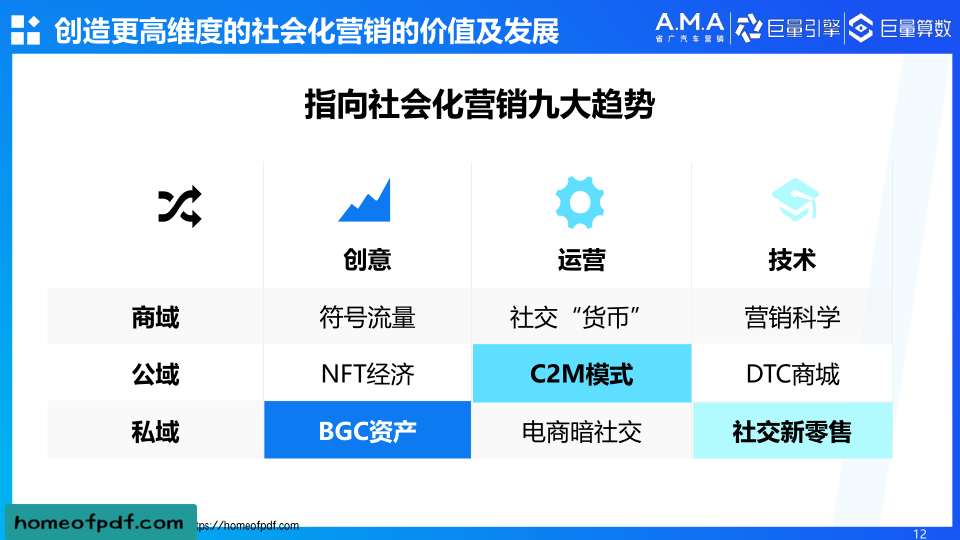 创造更高维度的社会化营销的价值及发展
A.M.A
省广汽车营销
巨量引擎
巨量算数
指向社会化营销九大趋势
创意
运营
技术
商域
符号流量
社交“货币”
营销科学
公域
NFT经济
C2M模式
DTC商城
私域
BGC资产
电商暗社交
社交新零售
homeofpdf.com
ttps://homeofpdf.com
12